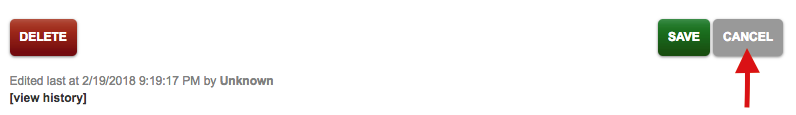 DELETE SAVE CANCEL
Edited last at 2/19/2018 9:19:17 PM by Unknown
[view history]